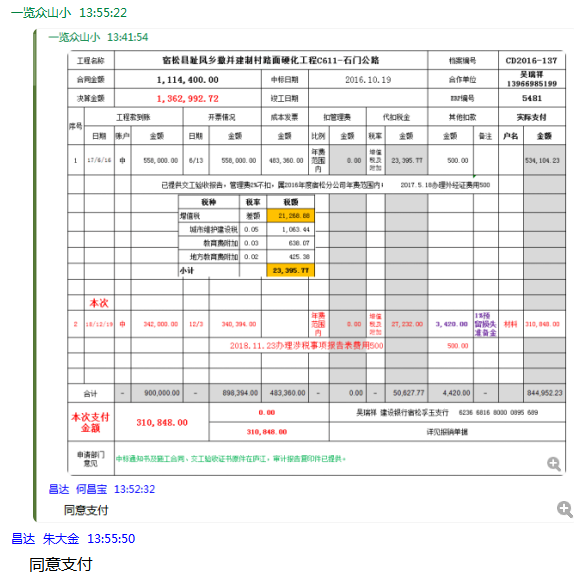 一览众山小 13:55:22
一览众山小 13:41:54
工程名称 宿松县趾凤乡撤并建制村路面硬化工程C611-石门公路 档案编号 CD2016-137
合同金额 1,114,400.00 中标日期 2016.10.19 合作单位 吴瑞祥 13966985199
决算金额 1,362,992.72 竣工日期 ERP编号 5481
序号 工程款到账 开票情况 成本发票 扣管理费 代扣税金 其他扣款 实际支付
日期 账户 金额 日期 金额 金额 比例 金额 税率 金额 金额 备注 户名 金额
1 17/6/16 中 558,000.00 6/13 558,000.00 483,360.00 年费范围内 0.00 增值税及附加 23,395.77 500.00 534,104.23
已提供交工验收报告，管理费2%不扣，属2016年度宿松分公司年费范围内！ 2017.5.18办理外经证费用500
税种 税率 税额
增值税 差额 21,268.88
城市维护建设税 0.05 1,063.44
教育费附加 0.03 638.07
地方教育费附加 0.02 425.38
小计 23,395.77
本次
2 18/12/19 中 342,000.00 12/3 340,394.00 年费范围内 0.00 增值税及附加 27,232.00 3,420.00 1%预留损失准备金 材料 310,848.00
2018.11.23办理涉税事项报告表费用500 500.00
合计 - 900,000.00 - 898,394.00 483,360.00 - 0.00 - 50,627.77 4,420.00 - 844,952.23
本次支付金额 310,848.00 0.00 吴瑞祥 建设银行宿松孚玉支行 6236 6816 8000 0895 689
310,848.00 详见报销单据
申请部门意见 中标通知书及施工合同、交工验收证书原件在庐江，审计报告复印件已提供。
昌达 何昌宝 13:52:32
同意支付
昌达 朱大金 13:55:50
同意支付